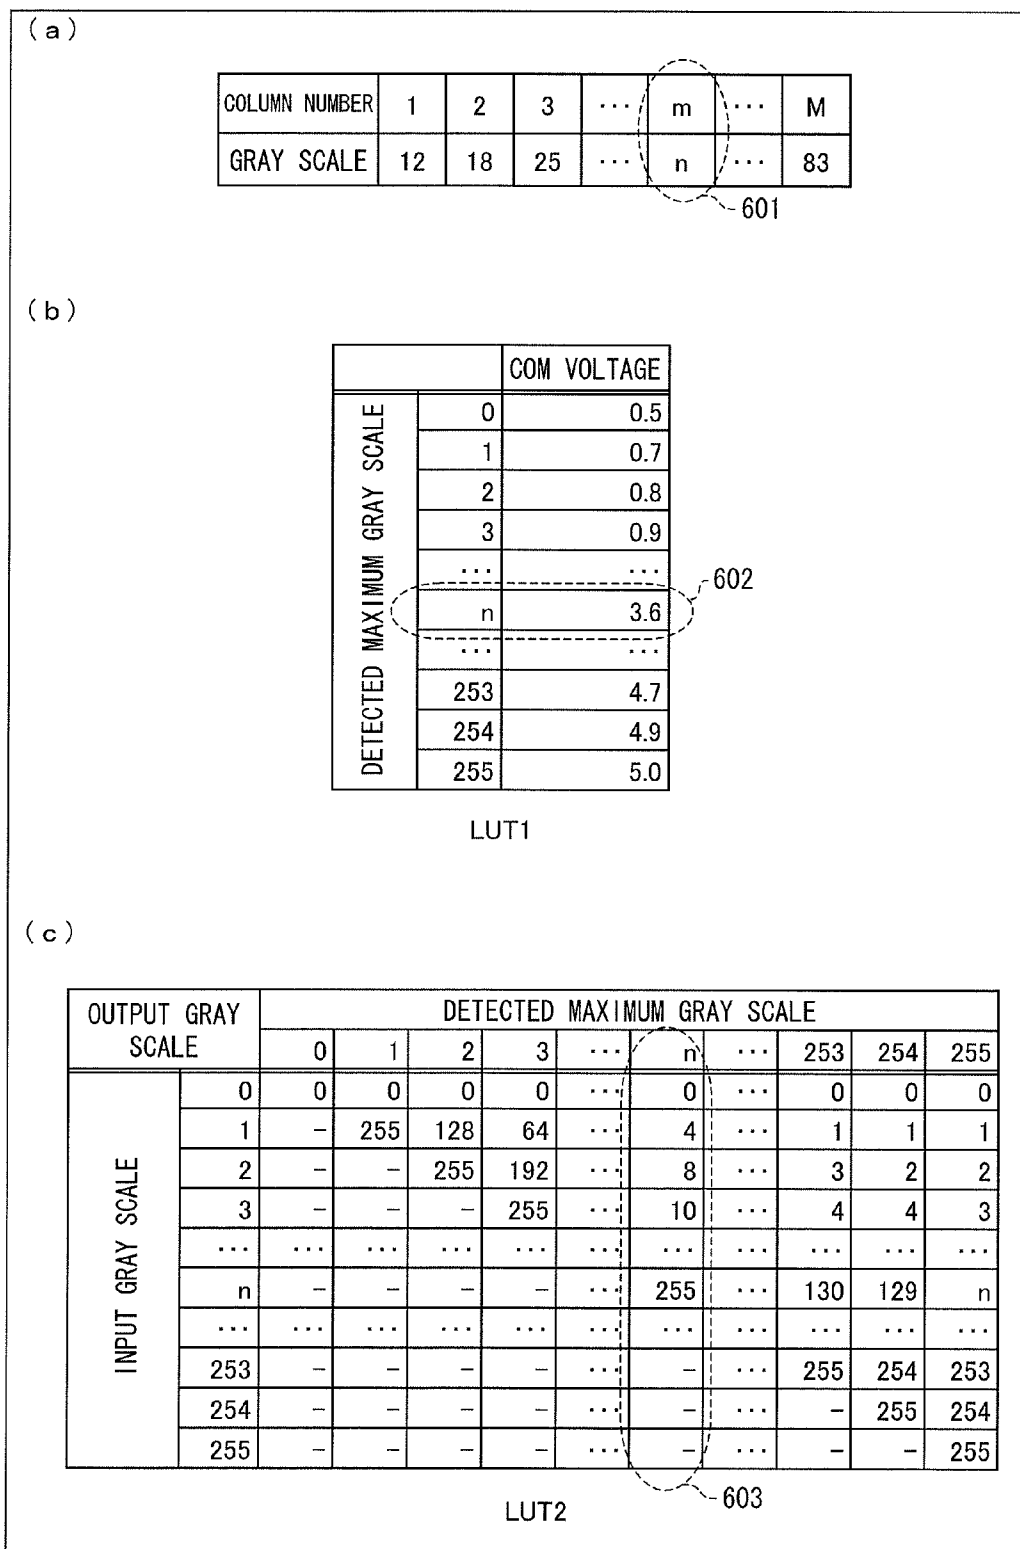 (a)
COLUMN NUMBER 1 2 3 ... m ... M
GRAY SCALE 12 18 25 ... n ... 83
601
(b)
COM VOLTAGE
DETECTED MAXIMUM GRAY SCALE
0 0.5
1 0.7
2 0.8
3 0.9
... ...
n 3.6
602
... ...
253 4.7
254 4.9
255 5.0
LUT1
(c)
OUTPUT GRAY SCALE
DETECTED MAXIMUM GRAY SCALE
0 1 2 3 ... n ... 253 254 255
INPUT GRAY SCALE
0 0 0 0 0 ... 0 ... 0 0 0
1 – 255 128 64 ... 4 ... 1 1 1
2 – – 255 192 ... 8 ... 3 2 2
3 – – – 255 ... 10 ... 4 4 3
... ... ... ... ... ... ... ... ... ... ...
n – – – – ... 255 ... 130 129 n
... ... ... ... ... ... ... ... ... ... ...
253 – – – – ... – ... 255 254 253
254 – – – – ... – ... – 255 254
255 – – – – ... – ... – – 255
603
LUT2